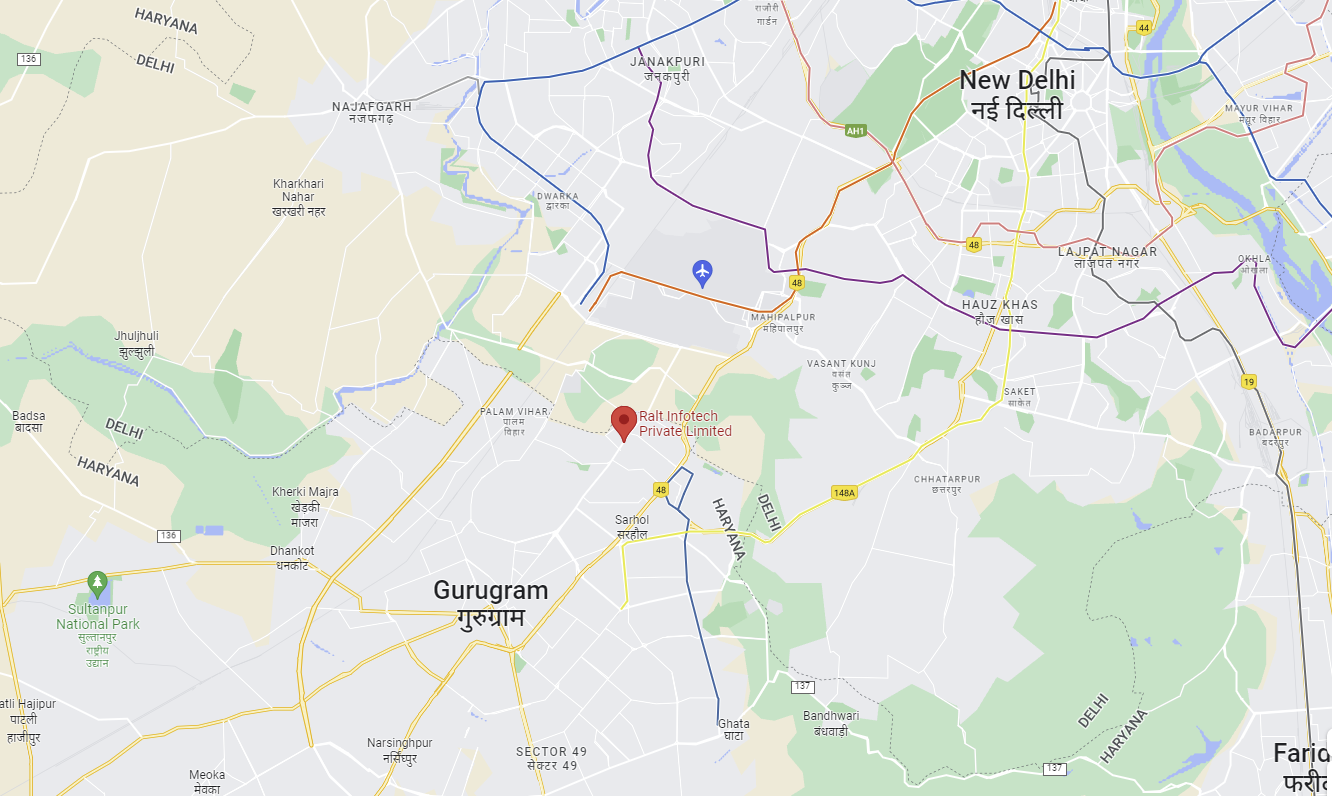 HARYANA
DELHI
136
राजौरी
गार्डन
44
JANAKPURI
जनकपुरी
New Delhi
नई दिल्ली
NAJAFGARH
नजफगढ़
AH1
MAYUR VIHAR
मयूर विहार
Kharkhari
Nahar
खरखरी नहर
DWARKA
द्वारका
48
LAJPAT NAGAR
लाजपत नगर
OKHLA
ओखला
48
HAUZ KHAS
हौज़ खास
MAHIPALPUR
महिपालपुर
Jhuljhuli
झुल्झुली
VASANT KUNJ
वसंत
कुञ्ज
19
SAKET
साकेत
Badsa
बादसा
DELHI
HARYANA
PALAM VIHAR
पालम
विहार
Ralt Infotech
Private Limited
BADARPUR
बदरपुर
Kherki Majra
खेड़की
माजरा
48
148A
CHHATARPUR
छत्तरपुर
HARYANA
DELHI
Sarhol
सरहौल
136
Dhankot
धनकोट
Gurugram
गुरुग्राम
Sultanpur
National Park
सुल्तानपुर
राष्ट्रीय
उद्यान
137
atli Hajipur
पाटली
हाजीपुर
Ghata
घाटा
Bandhwari
बंधवाड़ी
DELHI
HARYANA
Narsinghpur
नर्सिंघपुर
SECTOR 49
सेक्टर 49
Farid
फरीद
137
Meoka
मेवका